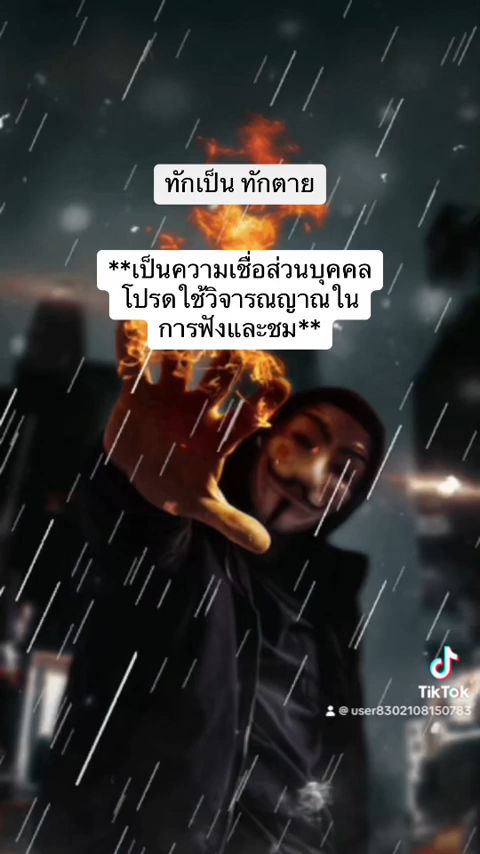 ทักเป็น ทักตาย
**เป็นความเชื่อส่วนบุคคล
โปรดใช้วิจารณญาณใน
การฟังและชม**
TikTok
@user8302108150783